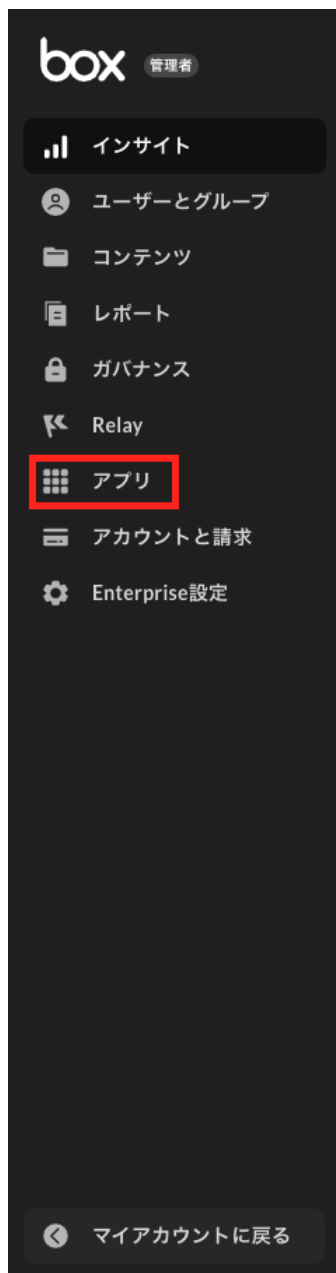 box 管理者
インサイト
ユーザーとグループ
コンテンツ
レポート
ガバナンス
Relay
アプリ
アカウントと請求
Enterprise設定
マイアカウントに戻る